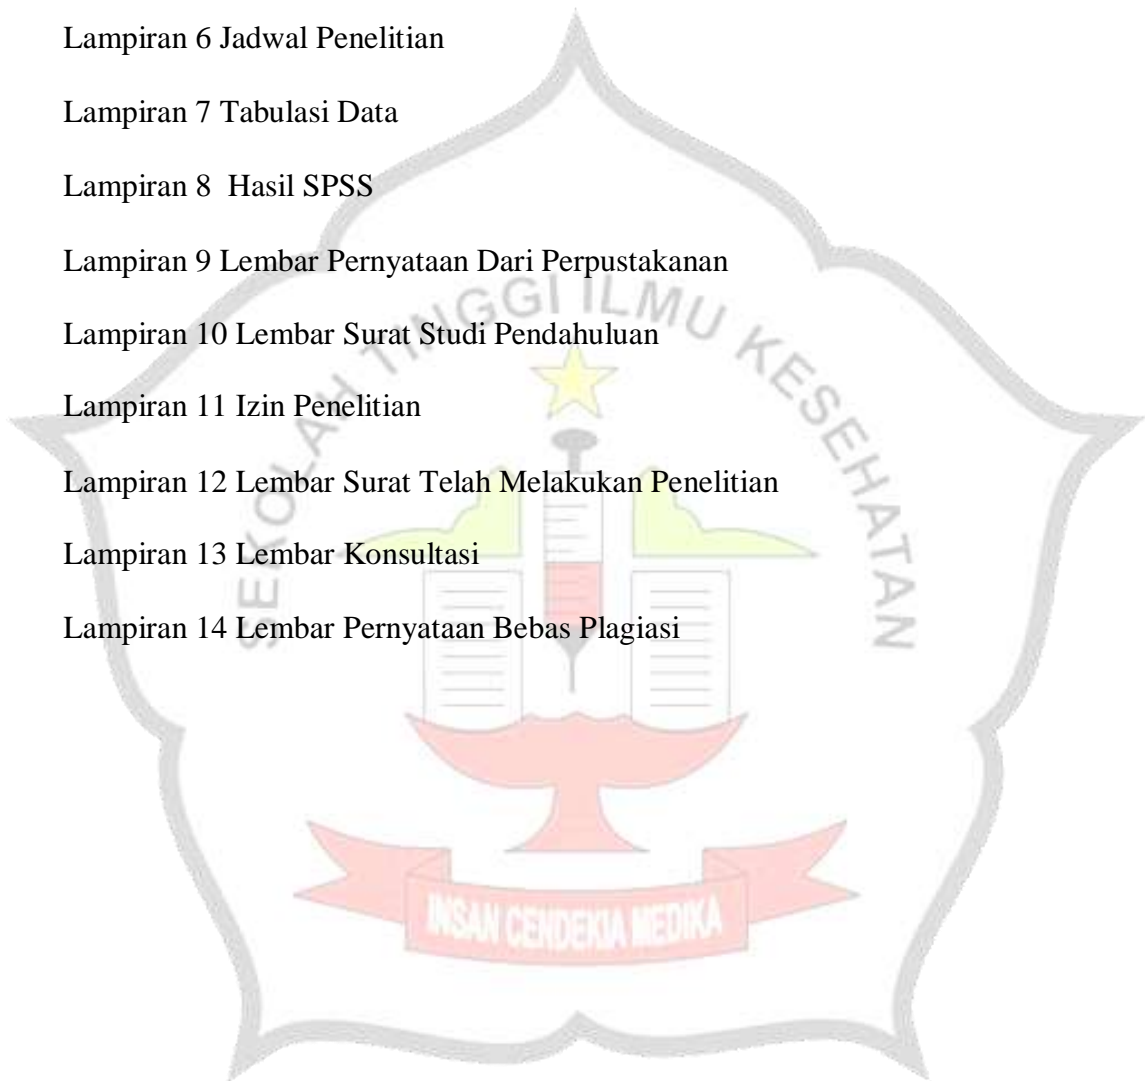 Lampiran 6 Jadwal Penelitian
Lampiran 7 Tabulasi Data
Lampiran 8  Hasil SPSS
Lampiran 9 Lembar Pernyataan Dari Perpustakanan
Lampiran 10 Lembar Surat Studi Pendahuluan
Lampiran 11 Izin Penelitian
Lampiran 12 Lembar Surat Telah Melakukan Penelitian
Lampiran 13 Lembar Konsultasi
Lampiran 14 Lembar Pernyataan Bebas Plagiasi
SEKOLAH TINGGI ILMU KESEHATAN
INSAN CENDEKIA MEDIKA